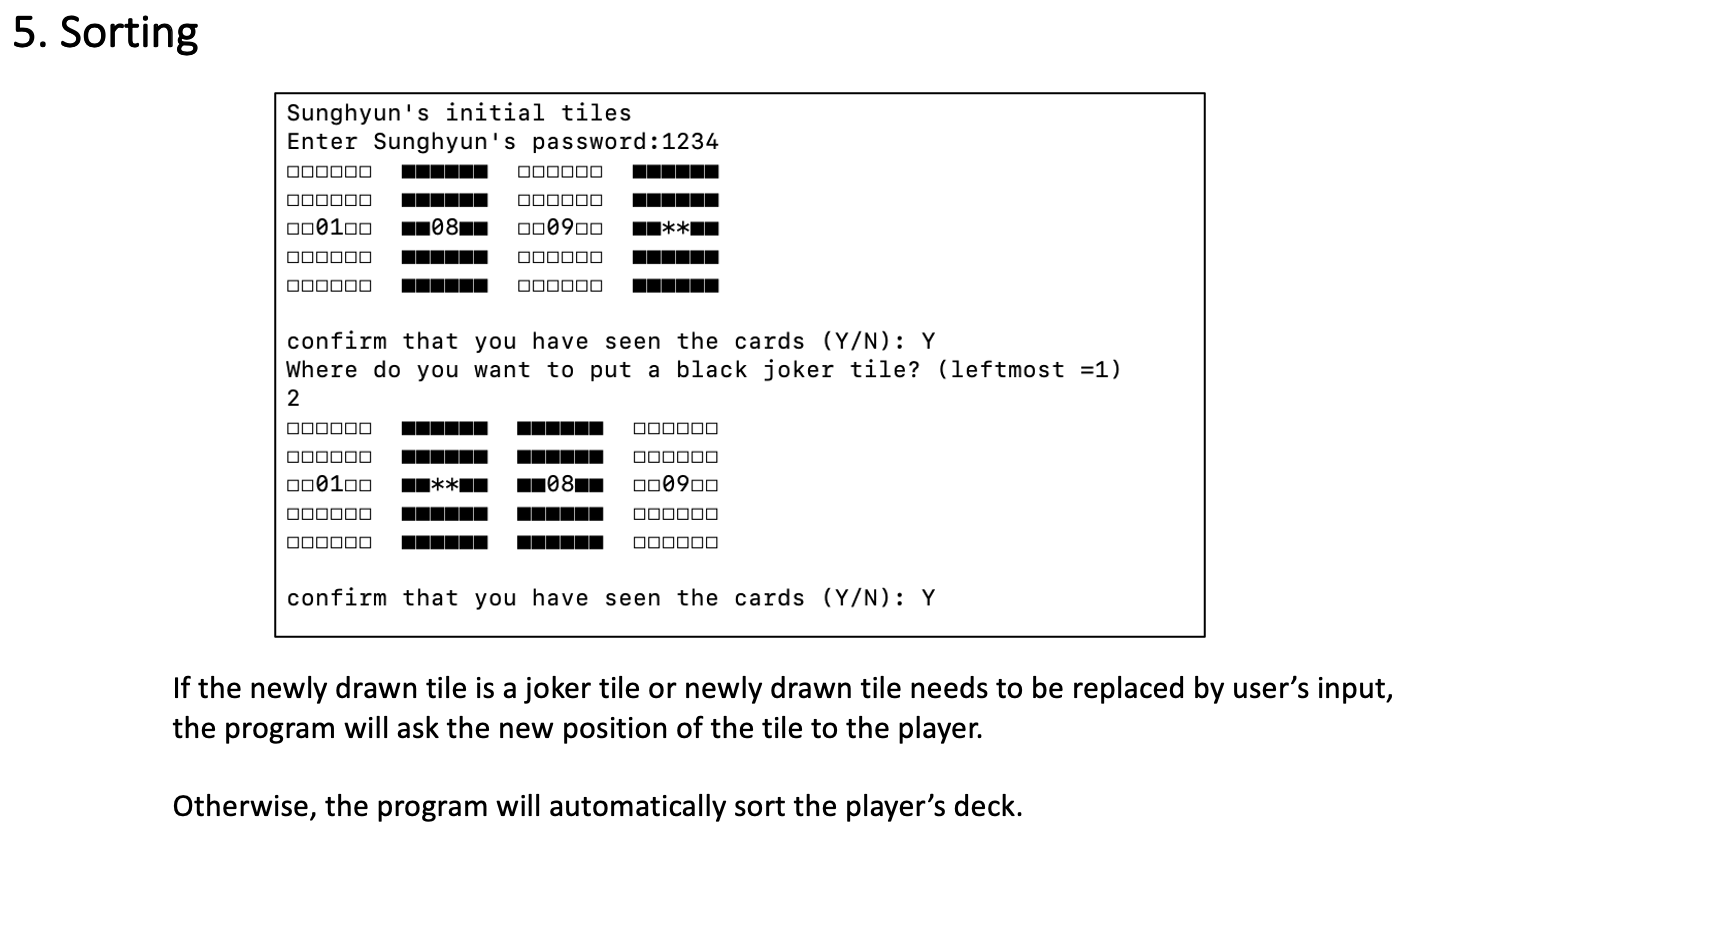 5. Sorting
Sunghyun's initial tiles
Enter Sunghyun's password:1234
□□□□□□  ■■■■■■  □□□□□□  ■■■■■■
□□□□□□  ■■■■■■  □□□□□□  ■■■■■■
□□01□□  ■■08■■  □□09□□  ■■**■■
□□□□□□  ■■■■■■  □□□□□□  ■■■■■■
□□□□□□  ■■■■■■  □□□□□□  ■■■■■■
confirm that you have seen the cards (Y/N): Y
Where do you want to put a black joker tile? (leftmost =1)
2
□□□□□□  ■■■■■■  ■■■■■■  □□□□□□
□□□□□□  ■■■■■■  ■■■■■■  □□□□□□
□□01□□  ■■**■■  ■■08■■  □□09□□
□□□□□□  ■■■■■■  ■■■■■■  □□□□□□
□□□□□□  ■■■■■■  ■■■■■■  □□□□□□
confirm that you have seen the cards (Y/N): Y
If the newly drawn tile is a joker tile or newly drawn tile needs to be replaced by user’s input,
the program will ask the new position of the tile to the player.
Otherwise, the program will automatically sort the player’s deck.